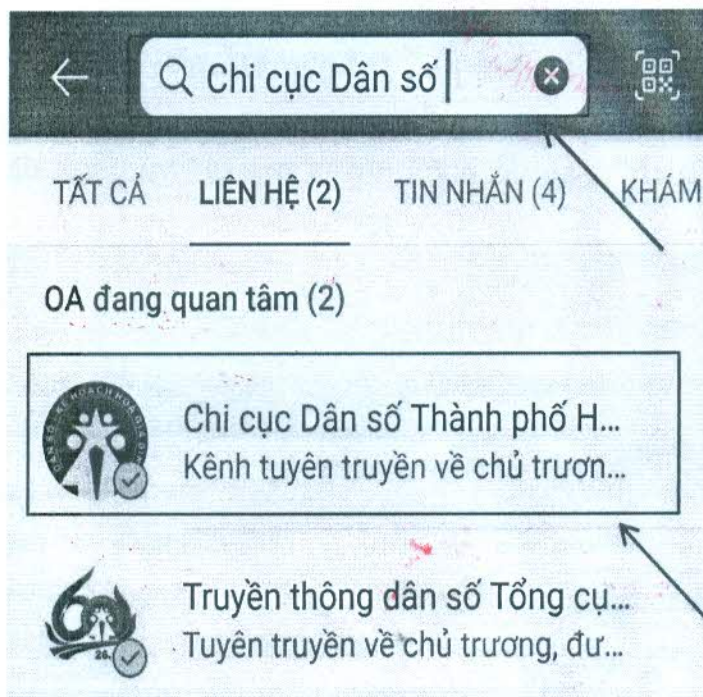 Chi cục Dân số
TẤT CẢ LIÊN HỆ (2) TIN NHẮN (4) KHÁM
OA đang quan tâm (2)
Chi cục Dân số Thành phố H...
Kênh tuyên truyền về chủ trươn...
Truyền thông dân số Tổng cụ...
Tuyên truyền về chủ trương, đư...